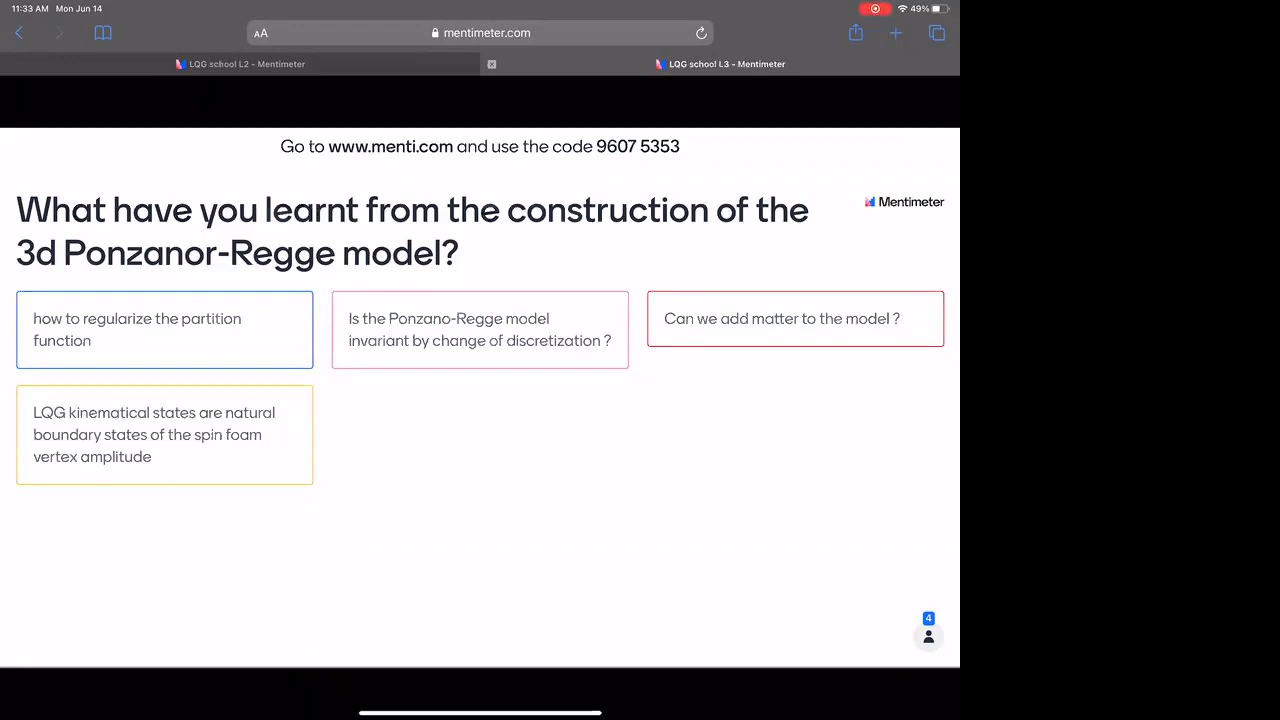 11:33 AM Mon Jun 14
49%
AA
mentimeter.com
LQG school L2 - Mentimeter
LQG school L3 - Mentimeter
Go to www.menti.com and use the code 9607 5353
What have you learnt from the construction of the
3d Ponzanor-Regge model?
Mentimeter
how to regularize the partition
function
Is the Ponzano-Regge model
invariant by change of discretization ?
Can we add matter to the model ?
LQG kinematical states are natural
boundary states of the spin foam
vertex amplitude
4